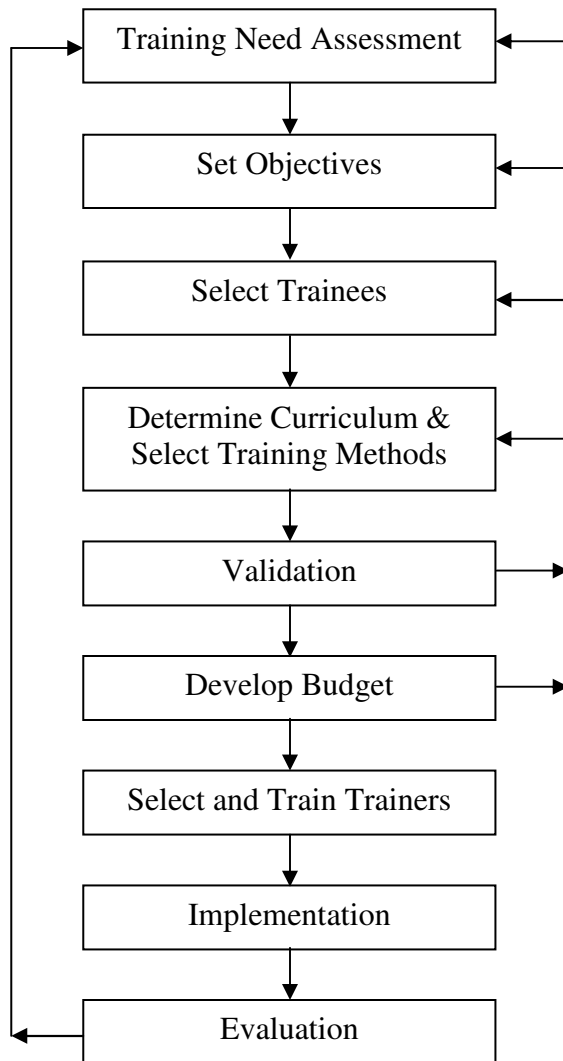 Training Need Assessment
Set Objectives
Select Trainees
Determine Curriculum &
Select Training Methods
Validation
Develop Budget
Select and Train Trainers
Implementation
Evaluation